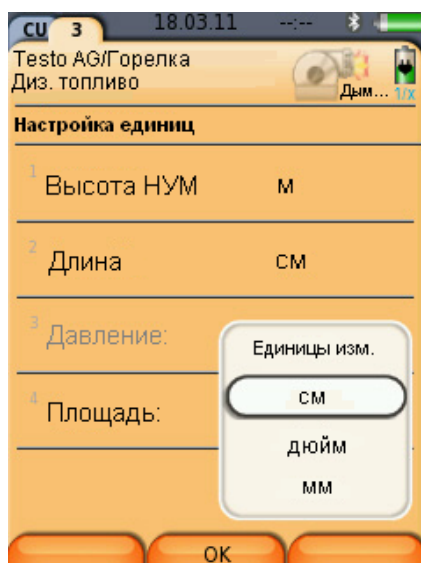 CU 3 18.03.11 --:--
Testo AG/Горелка
Диз. топливо
Дым... 1/x
Настройка единиц
1 Высота НУМ м
2 Длина см
3 Давление:
Единицы изм.
см
4 Площадь:
дюйм
мм
OK